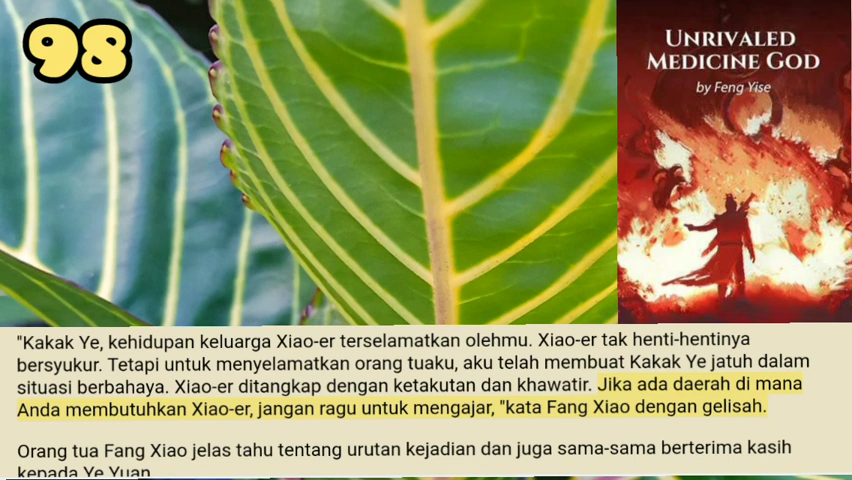 98
UNRIVALED
MEDICINE GOD
by Feng Yise
"Kakak Ye, kehidupan keluarga Xiao-er terselamatkan olehmu. Xiao-er tak henti-hentinya
bersyukur. Tetapi untuk menyelamatkan orang tuaku, aku telah membuat Kakak Ye jatuh dalam
situasi berbahaya. Xiao-er ditangkap dengan ketakutan dan khawatir. Jika ada daerah di mana
Anda membutuhkan Xiao-er, jangan ragu untuk mengajar, "kata Fang Xiao dengan gelisah.
Orang tua Fang Xiao jelas tahu tentang urutan kejadian dan juga sama-sama berterima kasih
kepada Ye Yuan